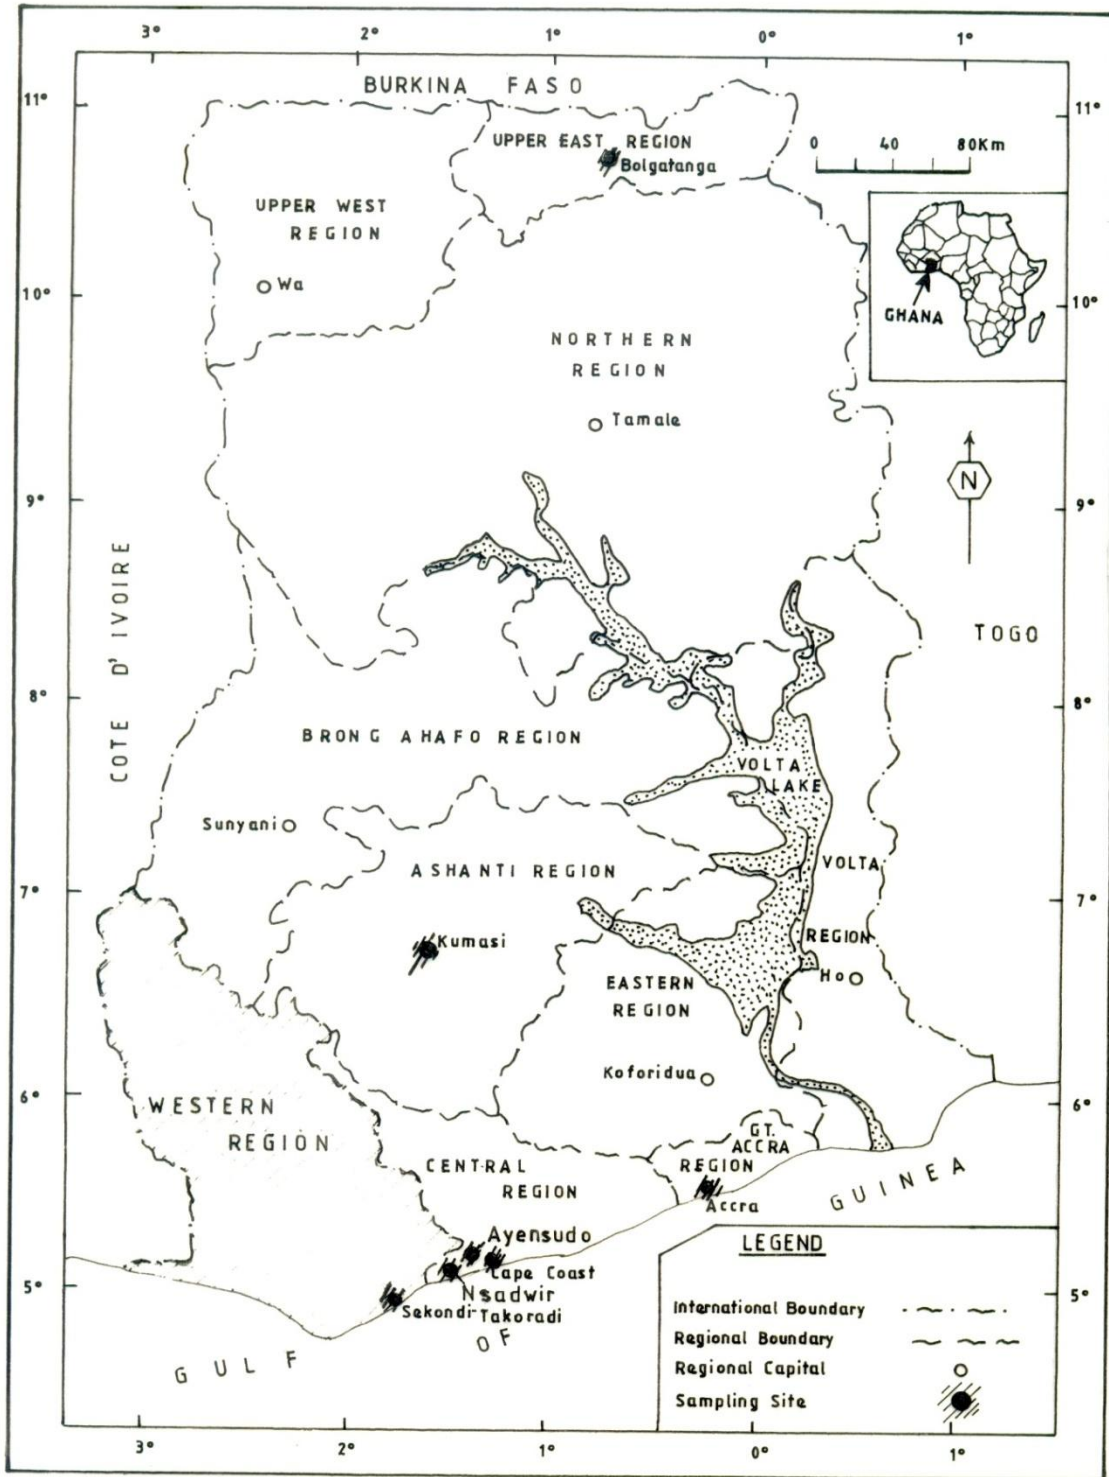 3° 2° 1° 0° 1°
BURKINA FASO
11° 11°
UPPER EAST REGION
Bolgatanga
0 80Km
UPPER WEST
REGION
Wa
GHANA
10° 10°
NORTHERN
REGION
Tamale
N
9° 9°
COTE D'IVOIRE
TOGO
8° 8°
BRONG AHAFO REGION
VOLTA
LAKE
Sunyani
ASHANTI REGION
VOLTA
REGION
7° 7°
Kumasi
Ho
EASTERN
REGION
Koforidua
6° 6°
WESTERN
REGION
GT.
ACCRA
REGION
Accra
CENTRAL
REGION
Ayensudo
Cape Coast
Nsadwir
Sekondi-Takoradi
5° 5°
GULF OF GUINEA
LEGEND
International Boundary
Regional Boundary
Regional Capital
Sampling Site
3° 2° 1° 0° 1°